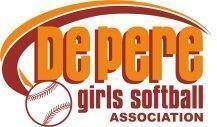 De pere
girls softball
ASSOCIATION